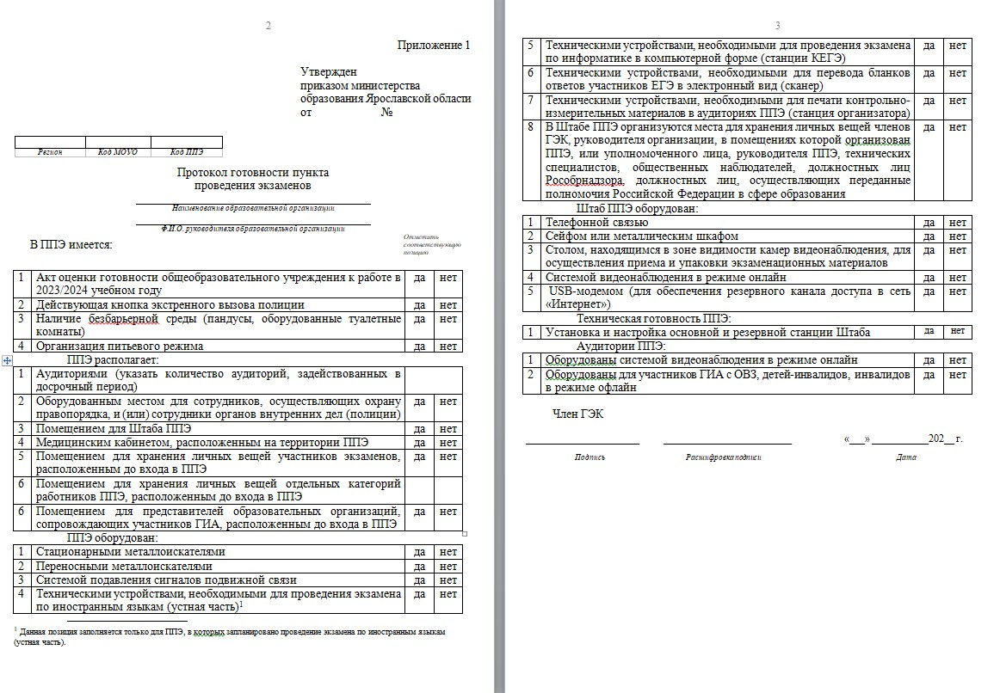 2
Приложение 1
Утвержден
приказом министерства
образования Ярославской области
от №
Регион Код МОУО Код ППЭ
Протокол готовности пункта
проведения экзаменов
Наименование образовательной организации
Ф.И.О. руководителя образовательной организации
Отметить
соответствующую
позицию
В ППЭ имеется:
1 Акт оценки готовности общеобразовательного учреждения к работе в да нет
2023/2024 учебном году
2 Действующая кнопка экстренного вызова полиции да нет
3 Наличие безбарьерной среды (пандусы, оборудованные туалетные да нет
комнаты)
4 Организация питьевого режима да нет
ППЭ располагает:
1 Аудиториями (указать количество аудиторий, задействованных в
досрочный период)
2 Оборудованным местом для сотрудников, осуществляющих охрану да нет
правопорядка, и (или) сотрудники органов внутренних дел (полиции)
3 Помещением для Штаба ППЭ да нет
4 Медицинским кабинетом, расположенным на территории ППЭ да нет
5 Помещением для хранения личных вещей участников экзаменов, да нет
расположенным до входа в ППЭ
6 Помещением для хранения личных вещей отдельных категорий
работников ППЭ, расположенным до входа в ППЭ
6 Помещением для представителей образовательных организаций, да нет
сопровождающих участников ГИА, расположенным до входа в ППЭ
ППЭ оборудован:
1 Стационарными металлоискателями да нет
2 Переносными металлоискателями да нет
3 Системой подавления сигналов подвижной связи да нет
4 Техническими устройствами, необходимыми для проведения экзамена да нет
по иностранным языкам (устная часть)1
1 Данная позиция заполняется только для ППЭ, в которых запланировано проведение экзамена по иностранным языкам
(устная часть).
3
5 Техническими устройствами, необходимыми для проведения экзамена да нет
по информатике в компьютерной форме (станции КЕГЭ)
6 Техническими устройствами, необходимыми для перевода бланков да нет
ответов участников ЕГЭ в электронный вид (сканер)
7 Техническими устройствами, необходимыми для печати контрольно- да нет
измерительных материалов в аудиториях ППЭ (станция организатора)
8 В Штабе ППЭ организуются места для хранения личных вещей членов да нет
ГЭК, руководителя организации, в помещениях которой организован
ППЭ, или уполномоченного лица, руководителя ППЭ, технических
специалистов, общественных наблюдателей, должностных лиц
Рособрнадзора, должностных лиц, осуществляющих переданные
полномочия Российской Федерации в сфере образования
Штаб ППЭ оборудован:
1 Телефонной связью да нет
2 Сейфом или металлическим шкафом да нет
3 Столом, находящимся в зоне видимости камер видеонаблюдения, для да нет
осуществления приема и упаковки экзаменационных материалов
4 Системой видеонаблюдения в режиме онлайн да нет
5 USB-модемом (для обеспечения резервного канала доступа в сеть да нет
«Интернет»)
Техническая готовность ППЭ:
1 Установка и настройка основной и резервной станции Штаба да нет
Аудитории ППЭ:
1 Оборудованы системой видеонаблюдения в режиме онлайн да нет
2 Оборудованы для участников ГИА с ОВЗ, детей-инвалидов, инвалидов да нет
в режиме офлайн
Член ГЭК
«___» ____________202__ г.
Подпись Расшифровка подписи Дата